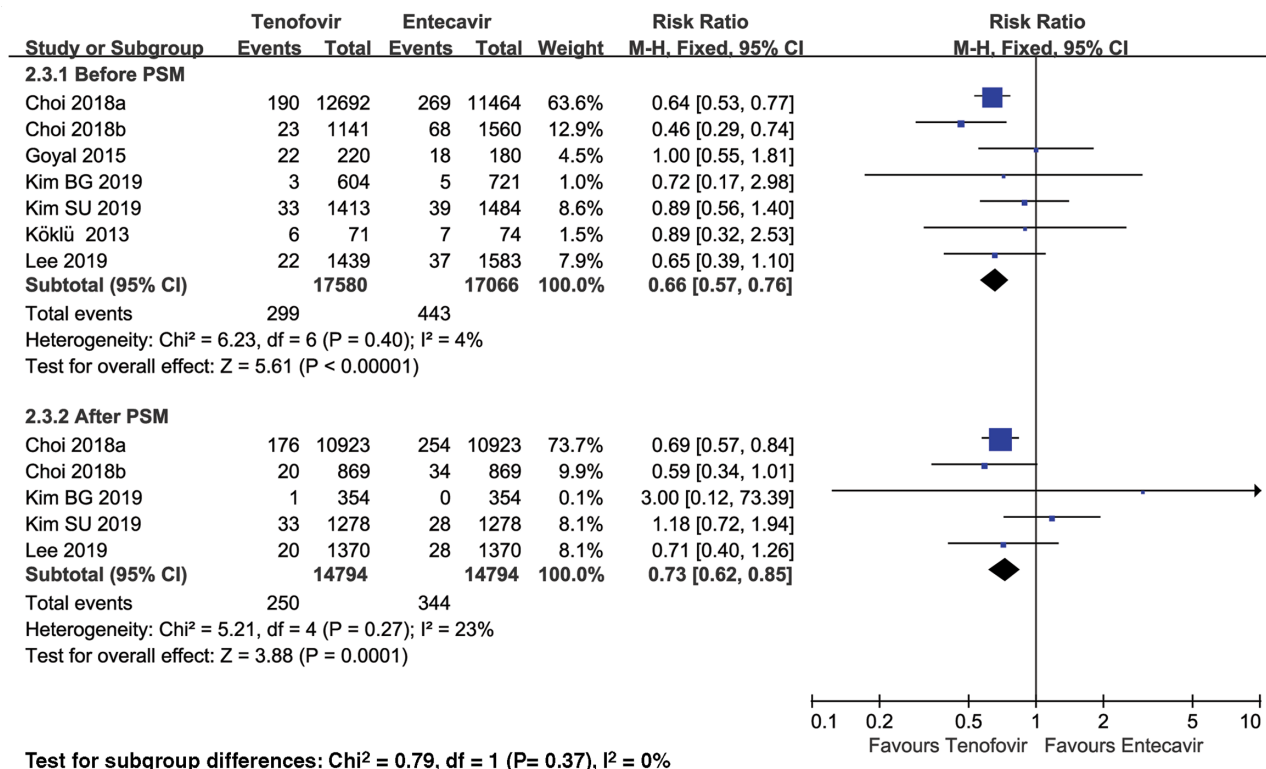 Tenofovir Entecavir Risk Ratio Risk Ratio
Study or Subgroup Events Total Events Total Weight M-H, Fixed, 95% CI M-H, Fixed, 95% CI
2.3.1 Before PSM
Choi 2018a 190 12692 269 11464 63.6% 0.64 [0.53, 0.77]
Choi 2018b 23 1141 68 1560 12.9% 0.46 [0.29, 0.74]
Goyal 2015 22 220 18 180 4.5% 1.00 [0.55, 1.81]
Kim BG 2019 3 604 5 721 1.0% 0.72 [0.17, 2.98]
Kim SU 2019 33 1413 39 1484 8.6% 0.89 [0.56, 1.40]
Köklü 2013 6 71 7 74 1.5% 0.89 [0.32, 2.53]
Lee 2019 22 1439 37 1583 7.9% 0.65 [0.39, 1.10]
Subtotal (95% CI) 17580 17066 100.0% 0.66 [0.57, 0.76]
Total events 299 443
Heterogeneity: Chi² = 6.23, df = 6 (P = 0.40); I² = 4%
Test for overall effect: Z = 5.61 (P < 0.00001)
2.3.2 After PSM
Choi 2018a 176 10923 254 10923 73.7% 0.69 [0.57, 0.84]
Choi 2018b 20 869 34 869 9.9% 0.59 [0.34, 1.01]
Kim BG 2019 1 354 0 354 0.1% 3.00 [0.12, 73.39]
Kim SU 2019 33 1278 28 1278 8.1% 1.18 [0.72, 1.94]
Lee 2019 20 1370 28 1370 8.1% 0.71 [0.40, 1.26]
Subtotal (95% CI) 14794 14794 100.0% 0.73 [0.62, 0.85]
Total events 250 344
Heterogeneity: Chi² = 5.21, df = 4 (P = 0.27); I² = 23%
Test for overall effect: Z = 3.88 (P = 0.0001)
0.1 0.2 0.5 1 2 5 10
Favours Tenofovir Favours Entecavir
Test for subgroup differences: Chi² = 0.79, df = 1 (P= 0.37), I² = 0%